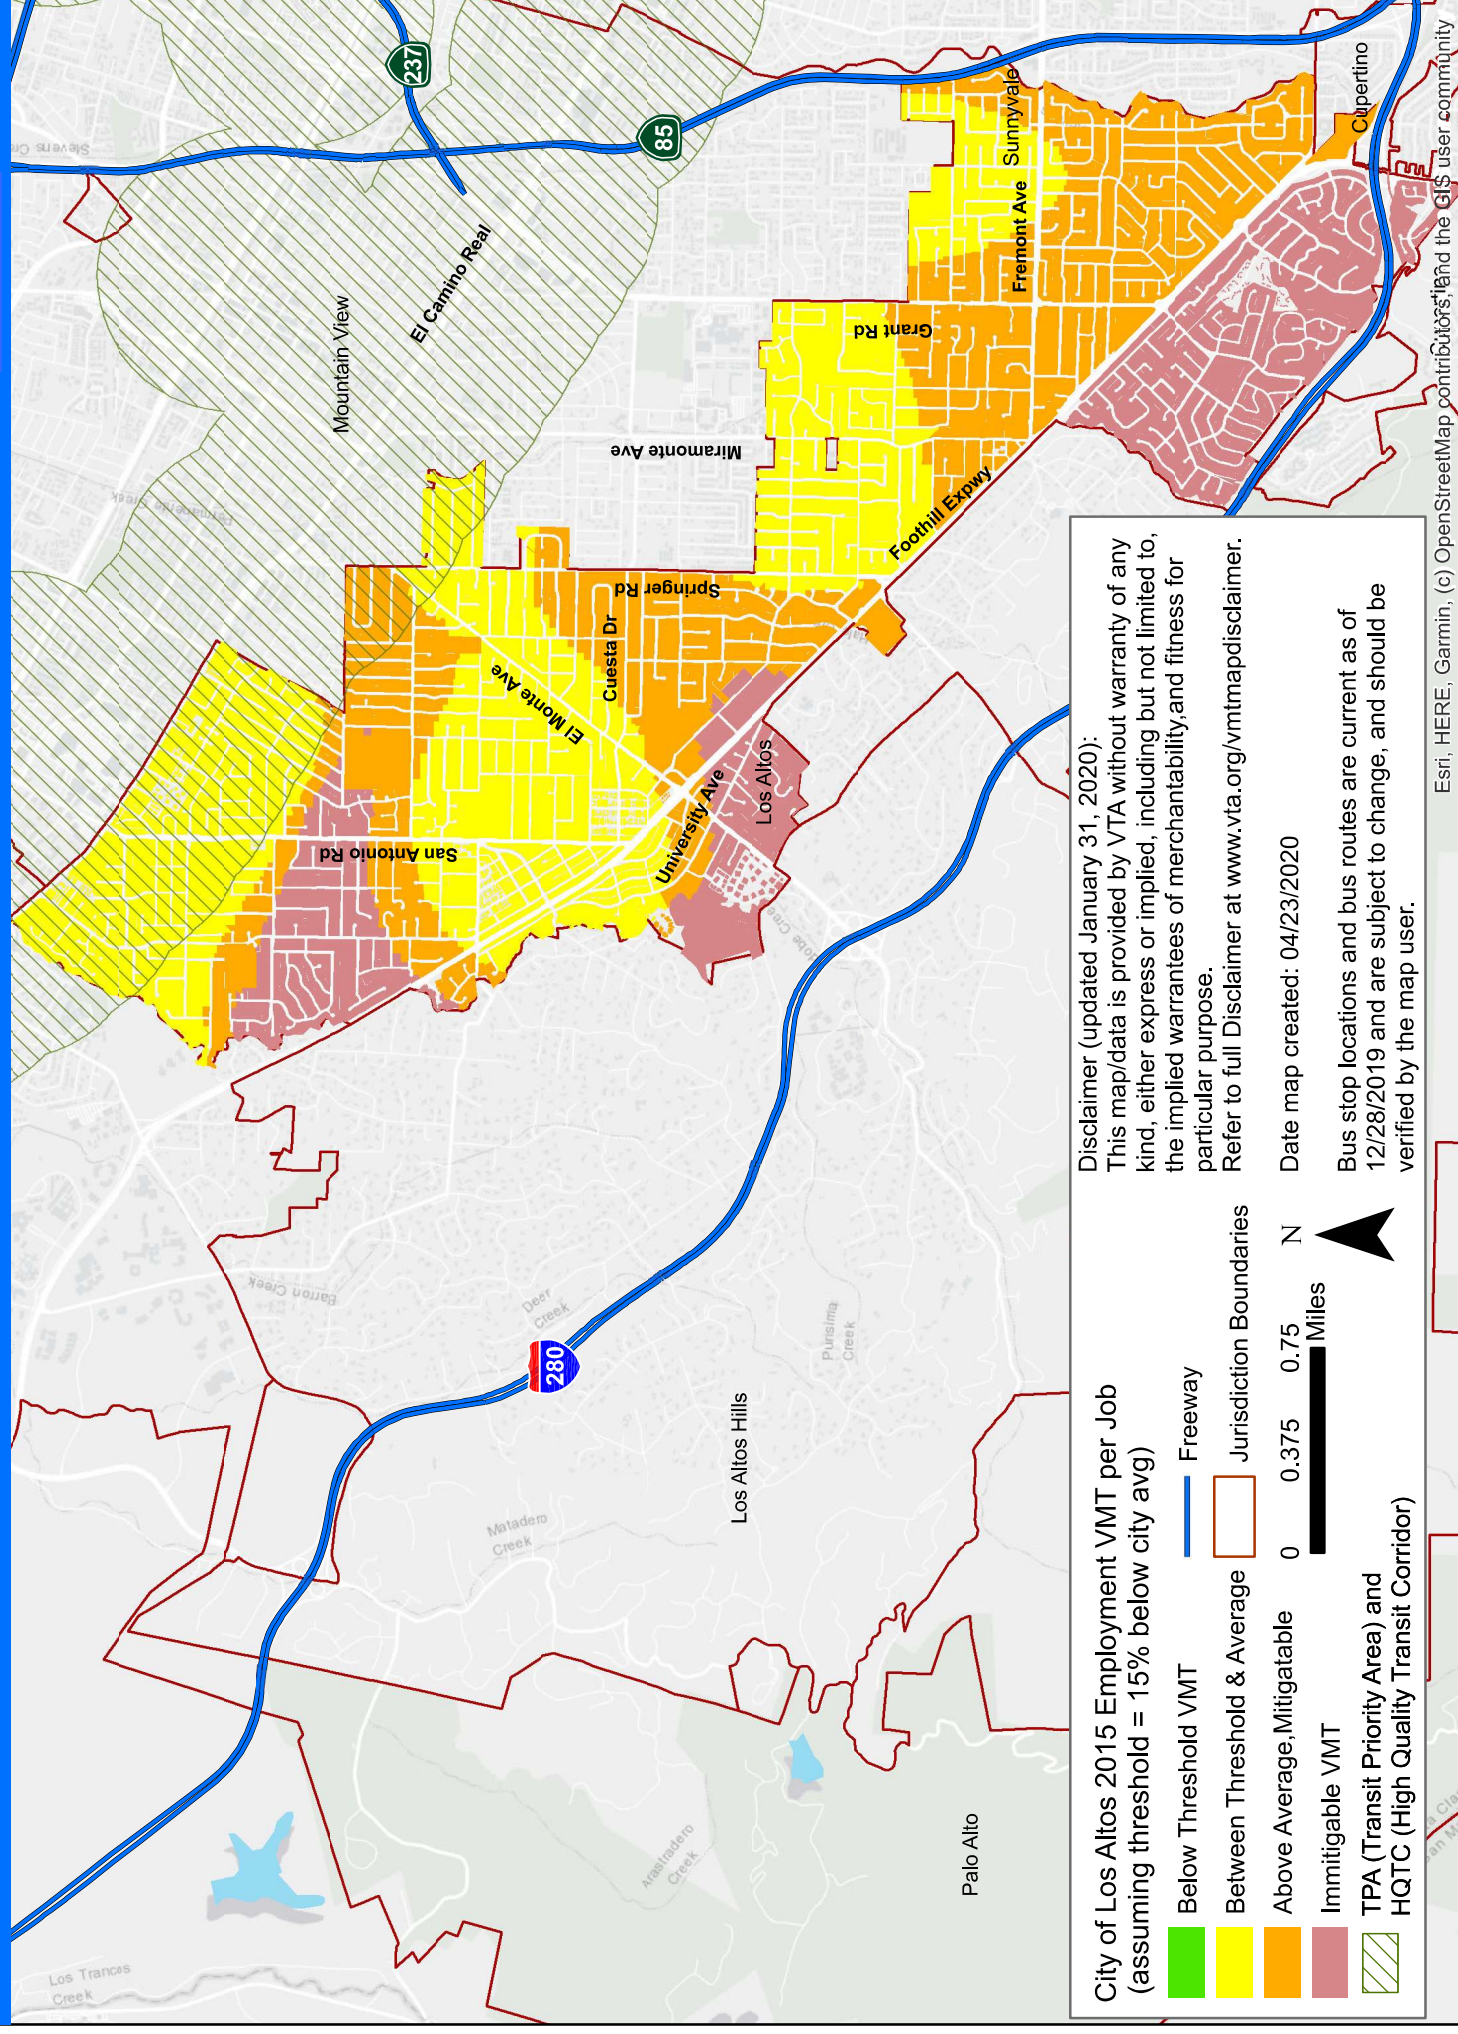 City of Los Altos 2015 Employment VMT per Job
(assuming threshold = 15% below city avg)
Below Threshold VMT
Between Threshold & Average
Above Average,Mitigatable
Immitigable VMT
TPA (Transit Priority Area) and
HQTC (High Quality Transit Corridor)
Freeway
Jurisdiction Boundaries
0 0.375 0.75
Miles
N
Disclaimer (updated January 31, 2020):
This map/data is provided by VTA without warranty of any
kind, either express or implied, including but not limited to,
the implied warrantees of merchantability,and fitness for
particular purpose.
Refer to full Disclaimer at www.vta.org/vmtmapdisclaimer.
Date map created: 04/23/2020
Bus stop locations and bus routes are current as of
12/28/2019 and are subject to change, and should be
verified by the map user.
Esri, HERE, Garmin, (c) OpenStreetMap contributors, and the GIS user community
Los Trancos
Creek
Arastradero
Creek
Palo Alto
Matadero
Creek
Los Altos Hills
280
Deer
Creek
Purisima
Creek
Barron Creek
San Antonio Rd
University Ave
Los Altos
El Monte Ave
Cuesta Dr
Springer Rd
Foothill Expwy
Miramonte Ave
Permanente Creek
Mountain View
El Camino Real
Grant Rd
Fremont Ave
Sunnyvale
Cupertino
85
237